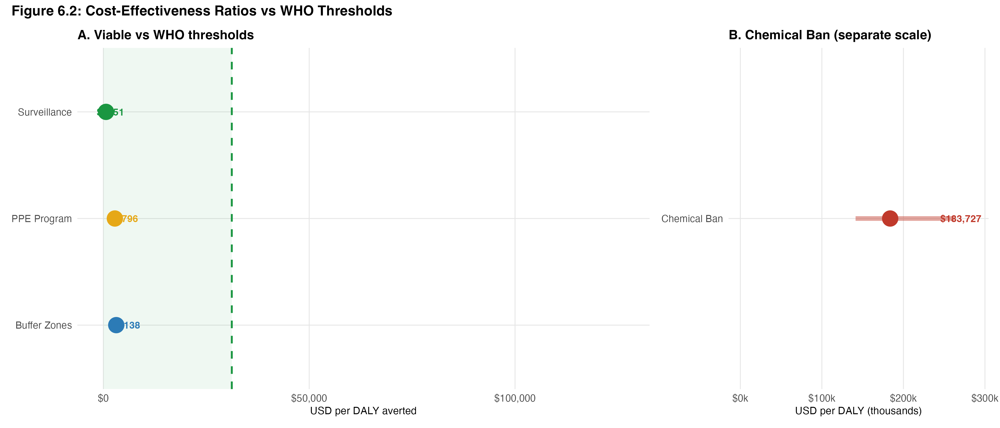 Figure 6.2: Cost-Effectiveness Ratios vs WHO Thresholds
A. Viable vs WHO thresholds
Surveillance
51
PPE Program
796
Buffer Zones
138
$0 $50,000 $100,000
USD per DALY averted
B. Chemical Ban (separate scale)
Chemical Ban
$183,727
$0k $100k $200k $300k
USD per DALY (thousands)